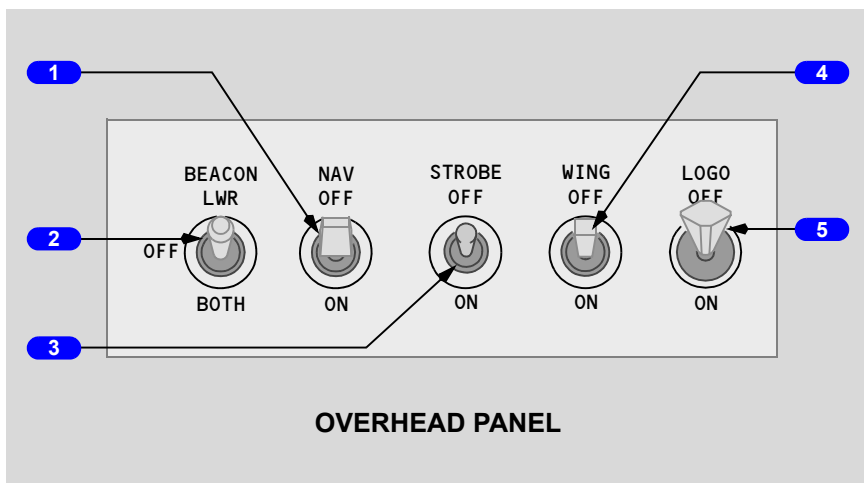 1
4
BEACON
LWR
OFF
BOTH
NAV
OFF
ON
STROBE
OFF
ON
WING
OFF
ON
LOGO
OFF
ON
2
5
3
OVERHEAD PANEL